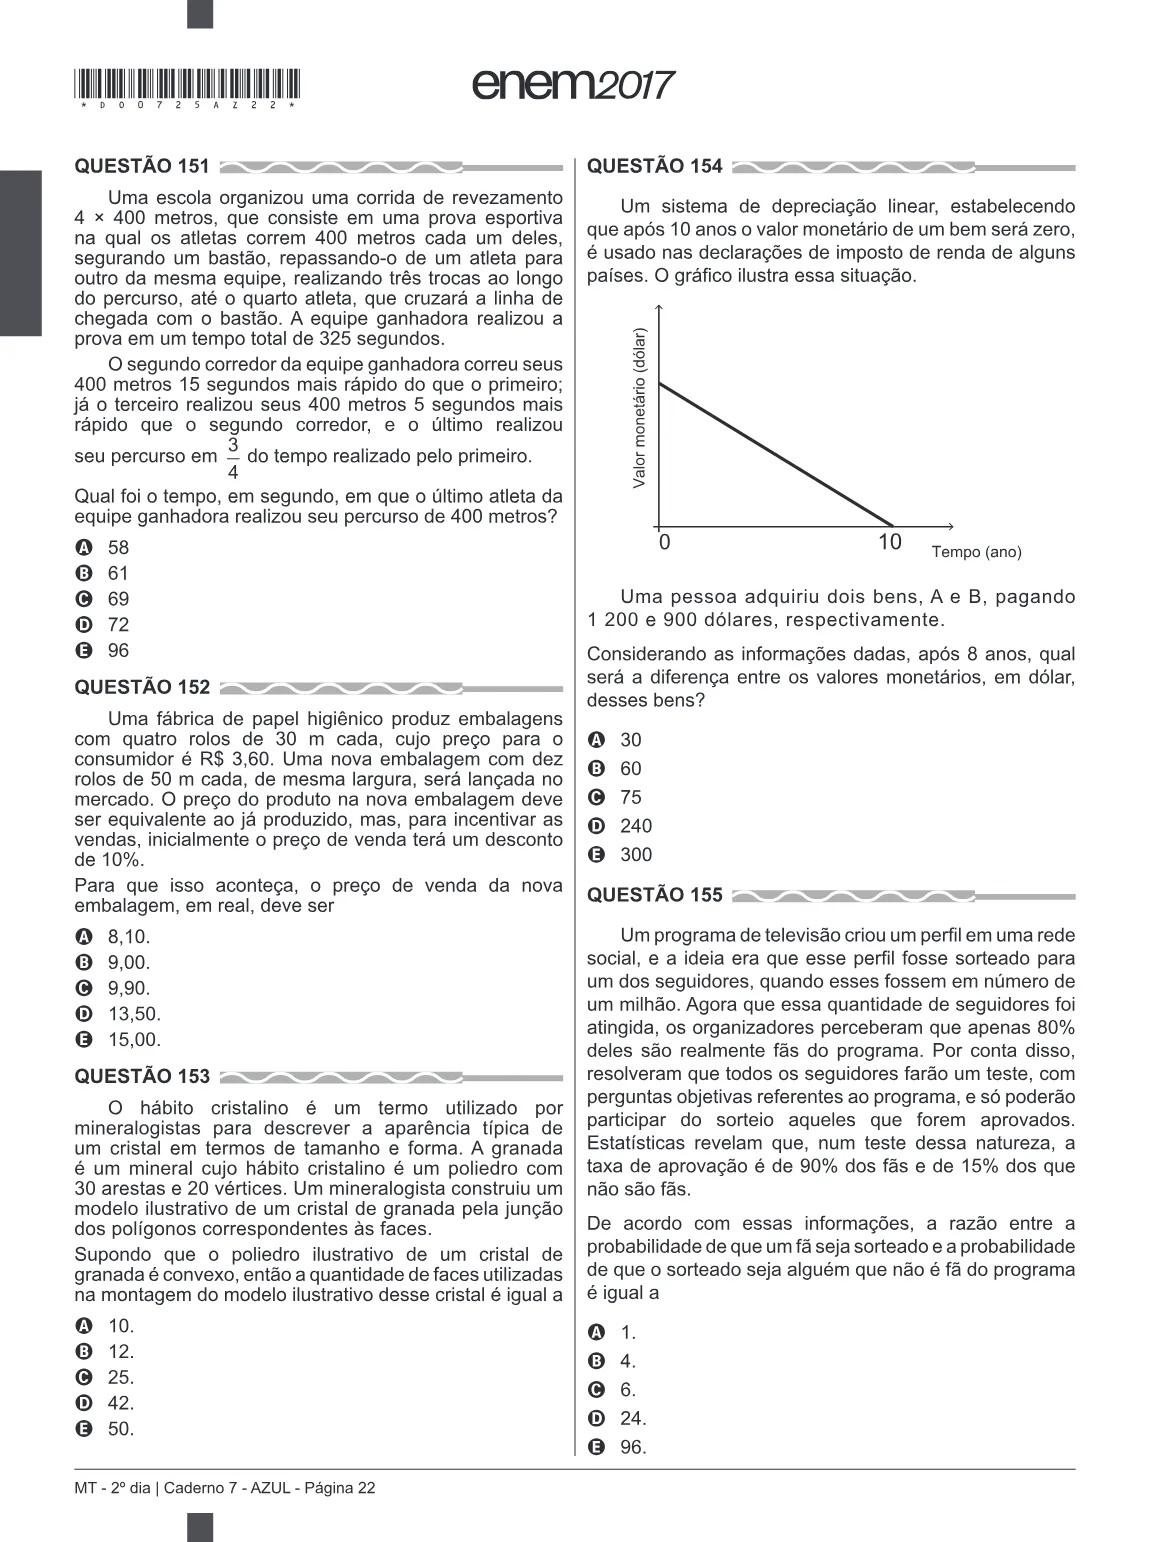 *D0725AZ22*
enem2017
QUESTÃO 151
Uma escola organizou uma corrida de revezamento
4 × 400 metros, que consiste em uma prova esportiva
na qual os atletas correm 400 metros cada um deles,
segurando um bastão, repassando-o de um atleta para
outro da mesma equipe, realizando três trocas ao longo
do percurso, até o quarto atleta, que cruzará a linha de
chegada com o bastão. A equipe ganhadora realizou a
prova em um tempo total de 325 segundos.
O segundo corredor da equipe ganhadora correu seus
400 metros 15 segundos mais rápido do que o primeiro;
já o terceiro realizou seus 400 metros 5 segundos mais
rápido que o segundo corredor, e o último realizou
seu percurso em 3/4 do tempo realizado pelo primeiro.
Qual foi o tempo, em segundo, em que o último atleta da
equipe ganhadora realizou seu percurso de 400 metros?
A 58
B 61
C 69
D 72
E 96
QUESTÃO 152
Uma fábrica de papel higiênico produz embalagens
com quatro rolos de 30 m cada, cujo preço para o
consumidor é R$ 3,60. Uma nova embalagem com dez
rolos de 50 m cada, de mesma largura, será lançada no
mercado. O preço do produto na nova embalagem deve
ser equivalente ao já produzido, mas, para incentivar as
vendas, inicialmente o preço de venda terá um desconto
de 10%.
Para que isso aconteça, o preço de venda da nova
embalagem, em real, deve ser
A 8,10.
B 9,00.
C 9,90.
D 13,50.
E 15,00.
QUESTÃO 153
O hábito cristalino é um termo utilizado por
mineralogistas para descrever a aparência típica de
um cristal em termos de tamanho e forma. A granada
é um mineral cujo hábito cristalino é um poliedro com
30 arestas e 20 vértices. Um mineralogista construiu um
modelo ilustrativo de um cristal de granada pela junção
dos polígonos correspondentes às faces.
Supondo que o poliedro ilustrativo de um cristal de
granada é convexo, então a quantidade de faces utilizadas
na montagem do modelo ilustrativo desse cristal é igual a
A 10.
B 12.
C 25.
D 42.
E 50.
QUESTÃO 154
Um sistema de depreciação linear, estabelecendo
que após 10 anos o valor monetário de um bem será zero,
é usado nas declarações de imposto de renda de alguns
países. O gráfico ilustra essa situação.
Valor monetário (dólar)
0
10
Tempo (ano)
Uma pessoa adquiriu dois bens, A e B, pagando
1 200 e 900 dólares, respectivamente.
Considerando as informações dadas, após 8 anos, qual
será a diferença entre os valores monetários, em dólar,
desses bens?
A 30
B 60
C 75
D 240
E 300
QUESTÃO 155
Um programa de televisão criou um perfil em uma rede
social, e a ideia era que esse perfil fosse sorteado para
um dos seguidores, quando esses fossem em número de
um milhão. Agora que essa quantidade de seguidores foi
atingida, os organizadores perceberam que apenas 80%
deles são realmente fãs do programa. Por conta disso,
resolveram que todos os seguidores farão um teste, com
perguntas objetivas referentes ao programa, e só poderão
participar do sorteio aqueles que forem aprovados.
Estatísticas revelam que, num teste dessa natureza, a
taxa de aprovação é de 90% dos fãs e de 15% dos que
não são fãs.
De acordo com essas informações, a razão entre a
probabilidade de que um fã seja sorteado e a probabilidade
de que o sorteado seja alguém que não é fã do programa
é igual a
A 1.
B 4.
C 6.
D 24.
E 96.
MT - 2º dia | Caderno 7 - AZUL - Página 22